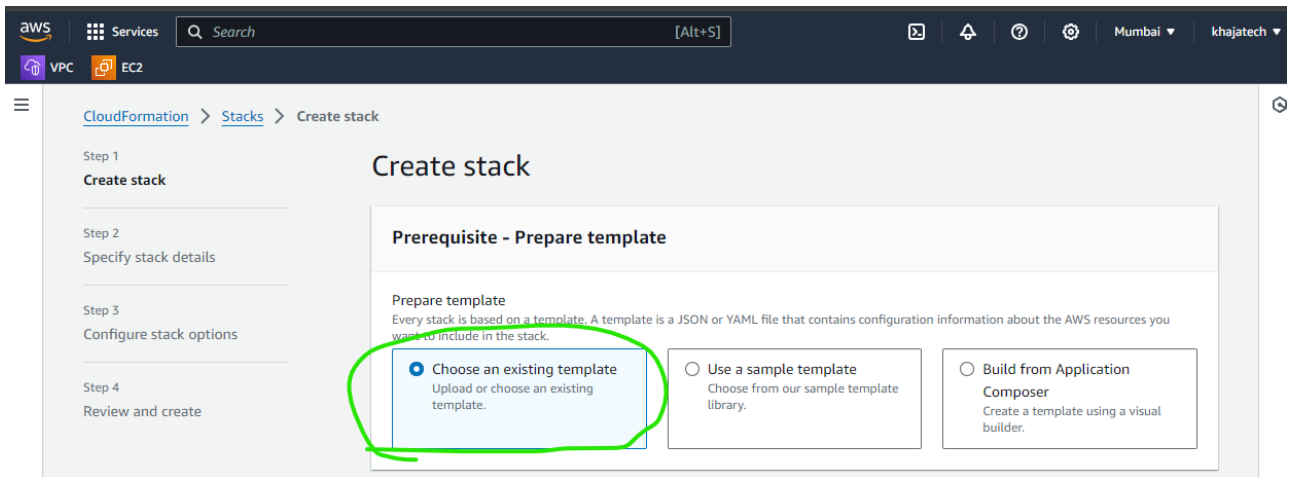 aws
Services
Search
[Alt+S]
Mumbai
khajatech
VPC
EC2
CloudFormation
Stacks
Create stack
Step 1
Create stack
Step 2
Specify stack details
Step 3
Configure stack options
Step 4
Review and create
Create stack
Prerequisite - Prepare template
Prepare template
Every stack is based on a template. A template is a JSON or YAML file that contains configuration information about the AWS resources you
want to include in the stack.
Choose an existing template
Upload or choose an existing
template.
Use a sample template
Choose from our sample template
library.
Build from Application
Composer
Create a template using a visual
builder.